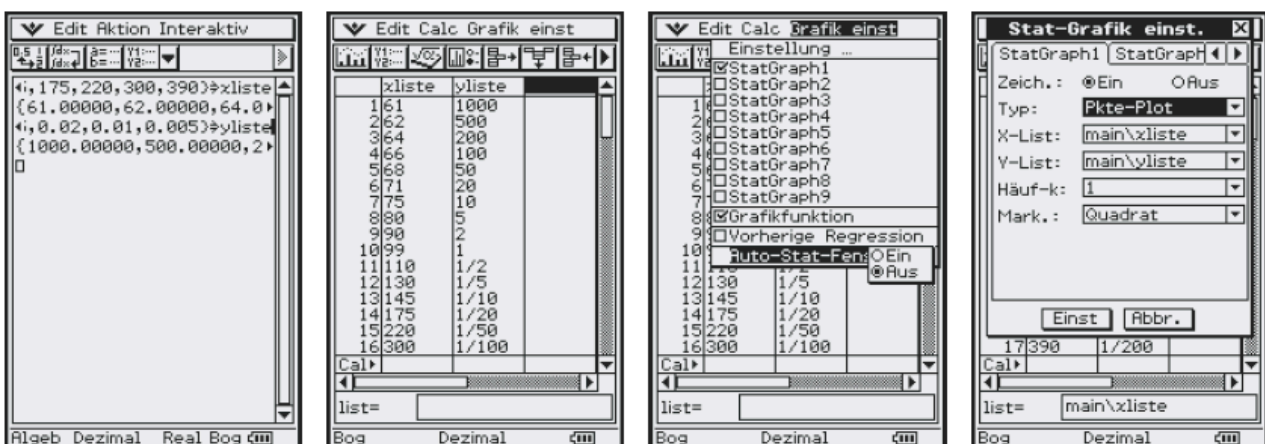 Edit Aktion Interaktiv
,175,220,300,390}⇒xliste
{61.00000,62.00000,64.0
,0.02,0.01,0.005}⇒yliste
{1000.00000,500.00000,2
Algeb Dezimal Real Bog
Edit Calc Grafik einst
xliste yliste
1 61 1000
2 62 500
3 64 200
4 66 100
5 68 50
6 71 20
7 75 10
8 80 5
9 90 2
10 99 1
11 110 1/2
12 130 1/5
13 145 1/10
14 175 1/20
15 220 1/50
16 300 1/100
Cal
list=
Bog Dezimal
Edit Calc Grafik einst
Einstellung ...
StatGraph1
StatGraph2
StatGraph3
StatGraph4
StatGraph5
StatGraph6
StatGraph7
StatGraph8
StatGraph9
Grafikfunktion
Vorherige Regression
Auto-Stat-Fen
Ein
Aus
12 130 1/5
13 145 1/10
14 175 1/20
15 220 1/50
16 300 1/100
Cal
list=
Bog Dezimal
Stat-Grafik einst.
StatGraph1 StatGraph
Zeich.: Ein Aus
Typ: Pkte-Plot
X-List: main\xliste
Y-List: main\yliste
Häuf-k: 1
Mark.: Quadrat
Einst Abbr.
17 390 1/200
Cal
list= main\xliste
Bog Dezimal